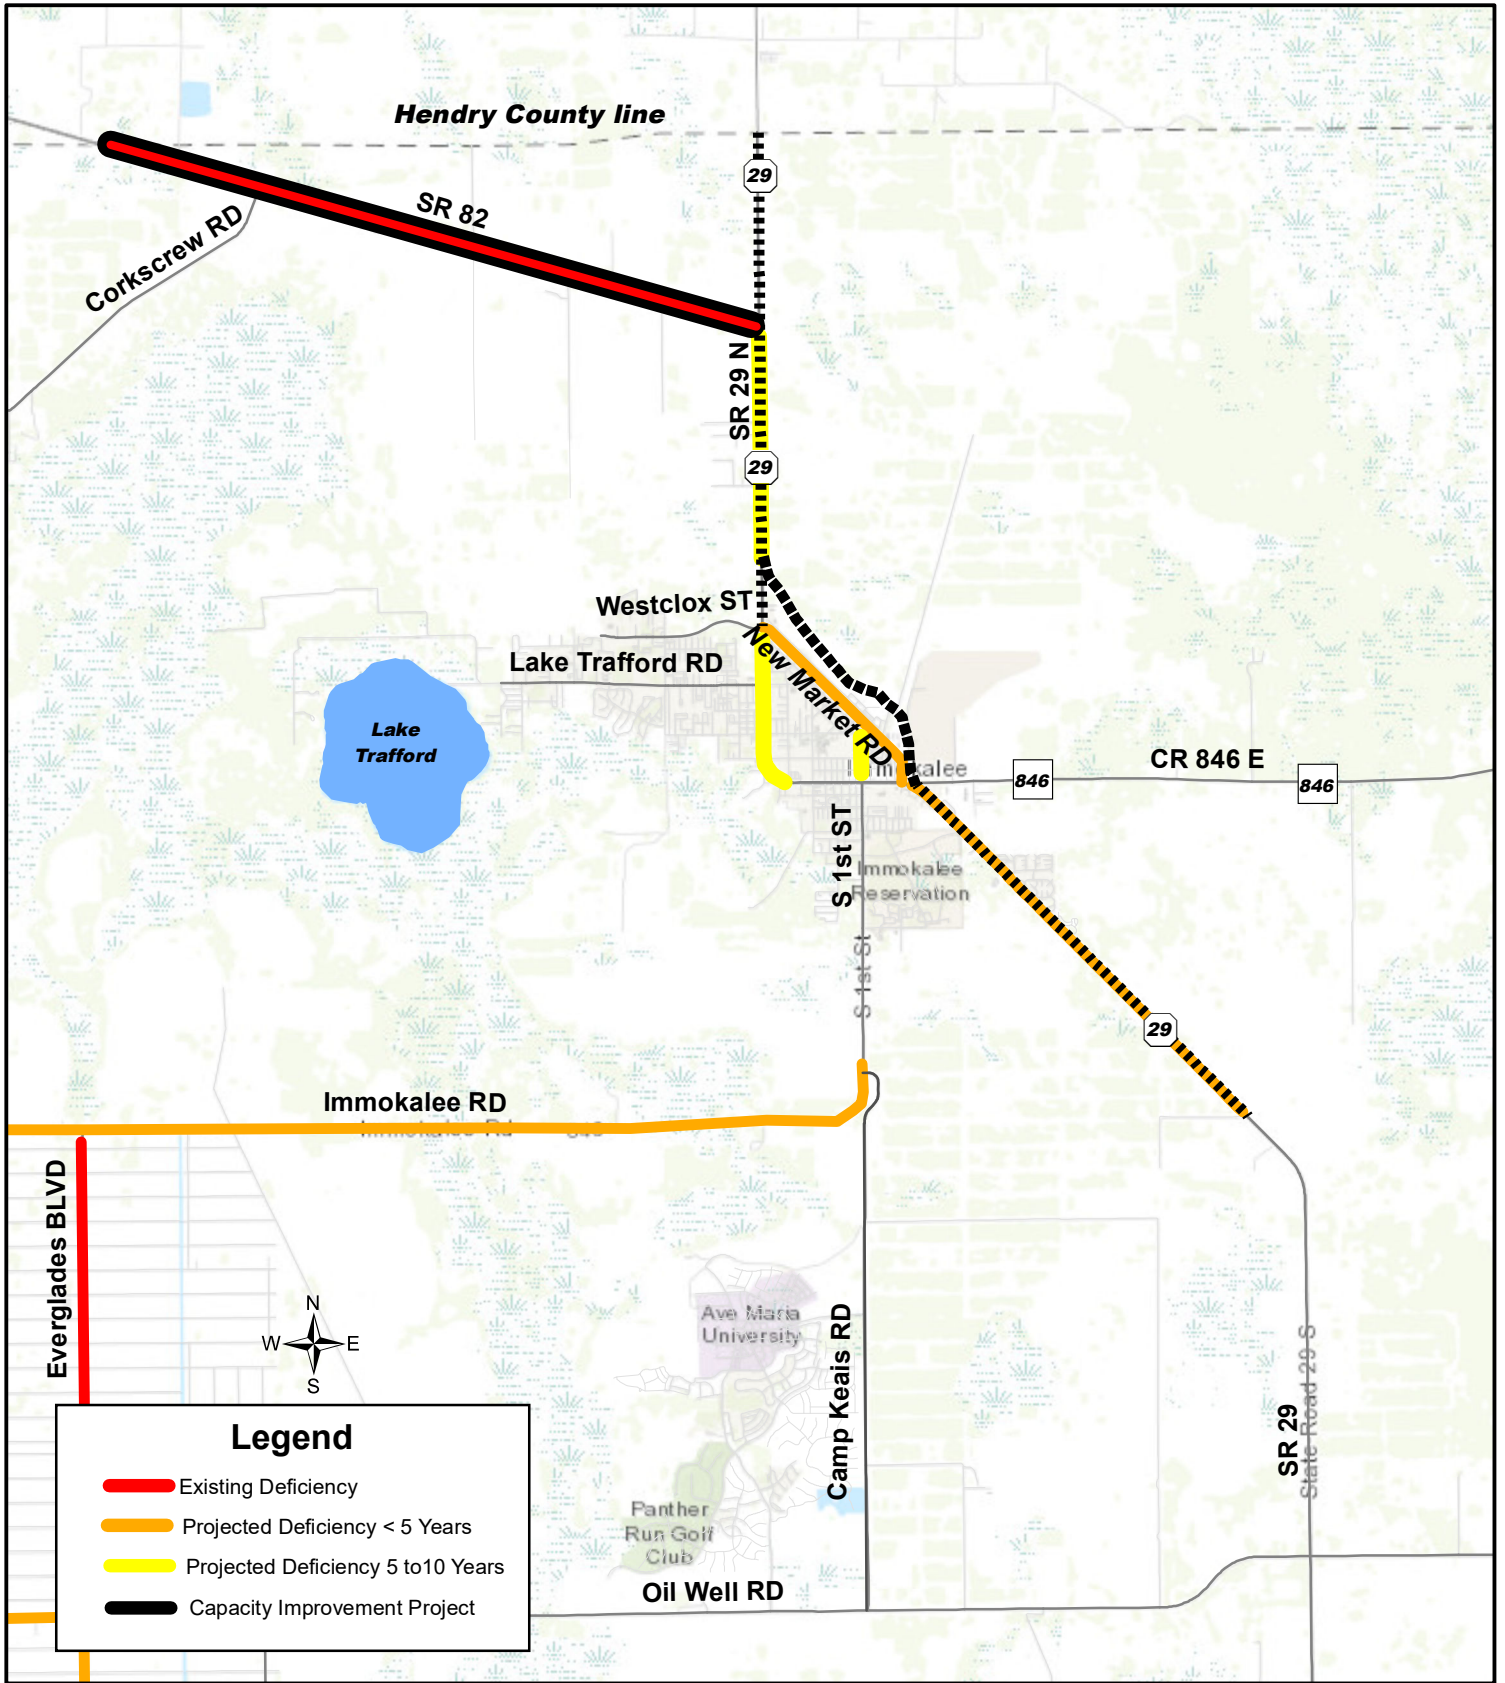 Hendry County line
29
SR 82
Corkscrew RD
SR 29 N
29
Westclox ST
Lake Trafford RD
New Market RD
Lake
Trafford
CR 846 E
846
846
S 1st ST
Immokalee
Reservation
S 1st St
29
Immokalee RD
Everglades BLVD
N
W
E
S
Ave Maria
University
Camp Keais RD
SR 29
State Road 29 S
Panther
Run Golf
Club
Oil Well RD
Legend
Existing Deficiency
Projected Deficiency < 5 Years
Projected Deficiency 5 to10 Years
Capacity Improvement Project